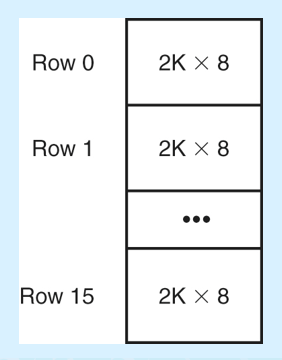 Row 0 2K × 8
Row 1 2K × 8
•••
Row 15 2K × 8